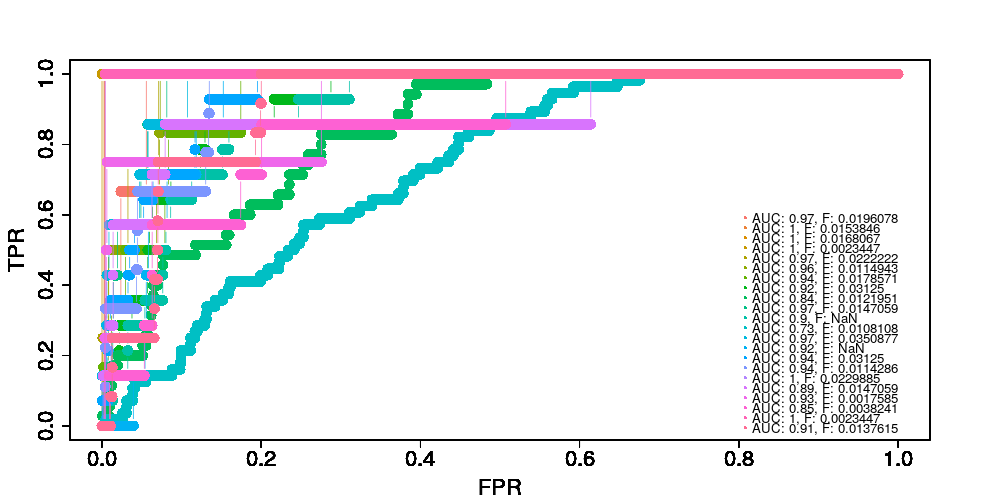 1.0
0.8
0.6
0.4
0.2
0.0
TPR
0.0 0.2 0.4 0.6 0.8 1.0
FPR
AUC: 0.97, F: 0.0196078
AUC: 1, F: 0.0153846
AUC: 1, F: 0.0168067
AUC: 1, F: 0.0023447
AUC: 0.97, F: 0.0222222
AUC: 0.96, F: 0.0114943
AUC: 0.94, F: 0.0178571
AUC: 0.92, F: 0.03125
AUC: 0.84, F: 0.0121951
AUC: 0.97, F: 0.0147059
AUC: 0.9, F: NaN
AUC: 0.73, F: 0.0108108
AUC: 0.97, F: 0.0350877
AUC: 0.92, F: NaN
AUC: 0.94, F: 0.03125
AUC: 0.94, F: 0.0114286
AUC: 1, F: 0.0229885
AUC: 0.89, F: 0.0147059
AUC: 0.93, F: 0.0017585
AUC: 0.85, F: 0.0038241
AUC: 1, F: 0.0023447
AUC: 0.91, F: 0.0137615